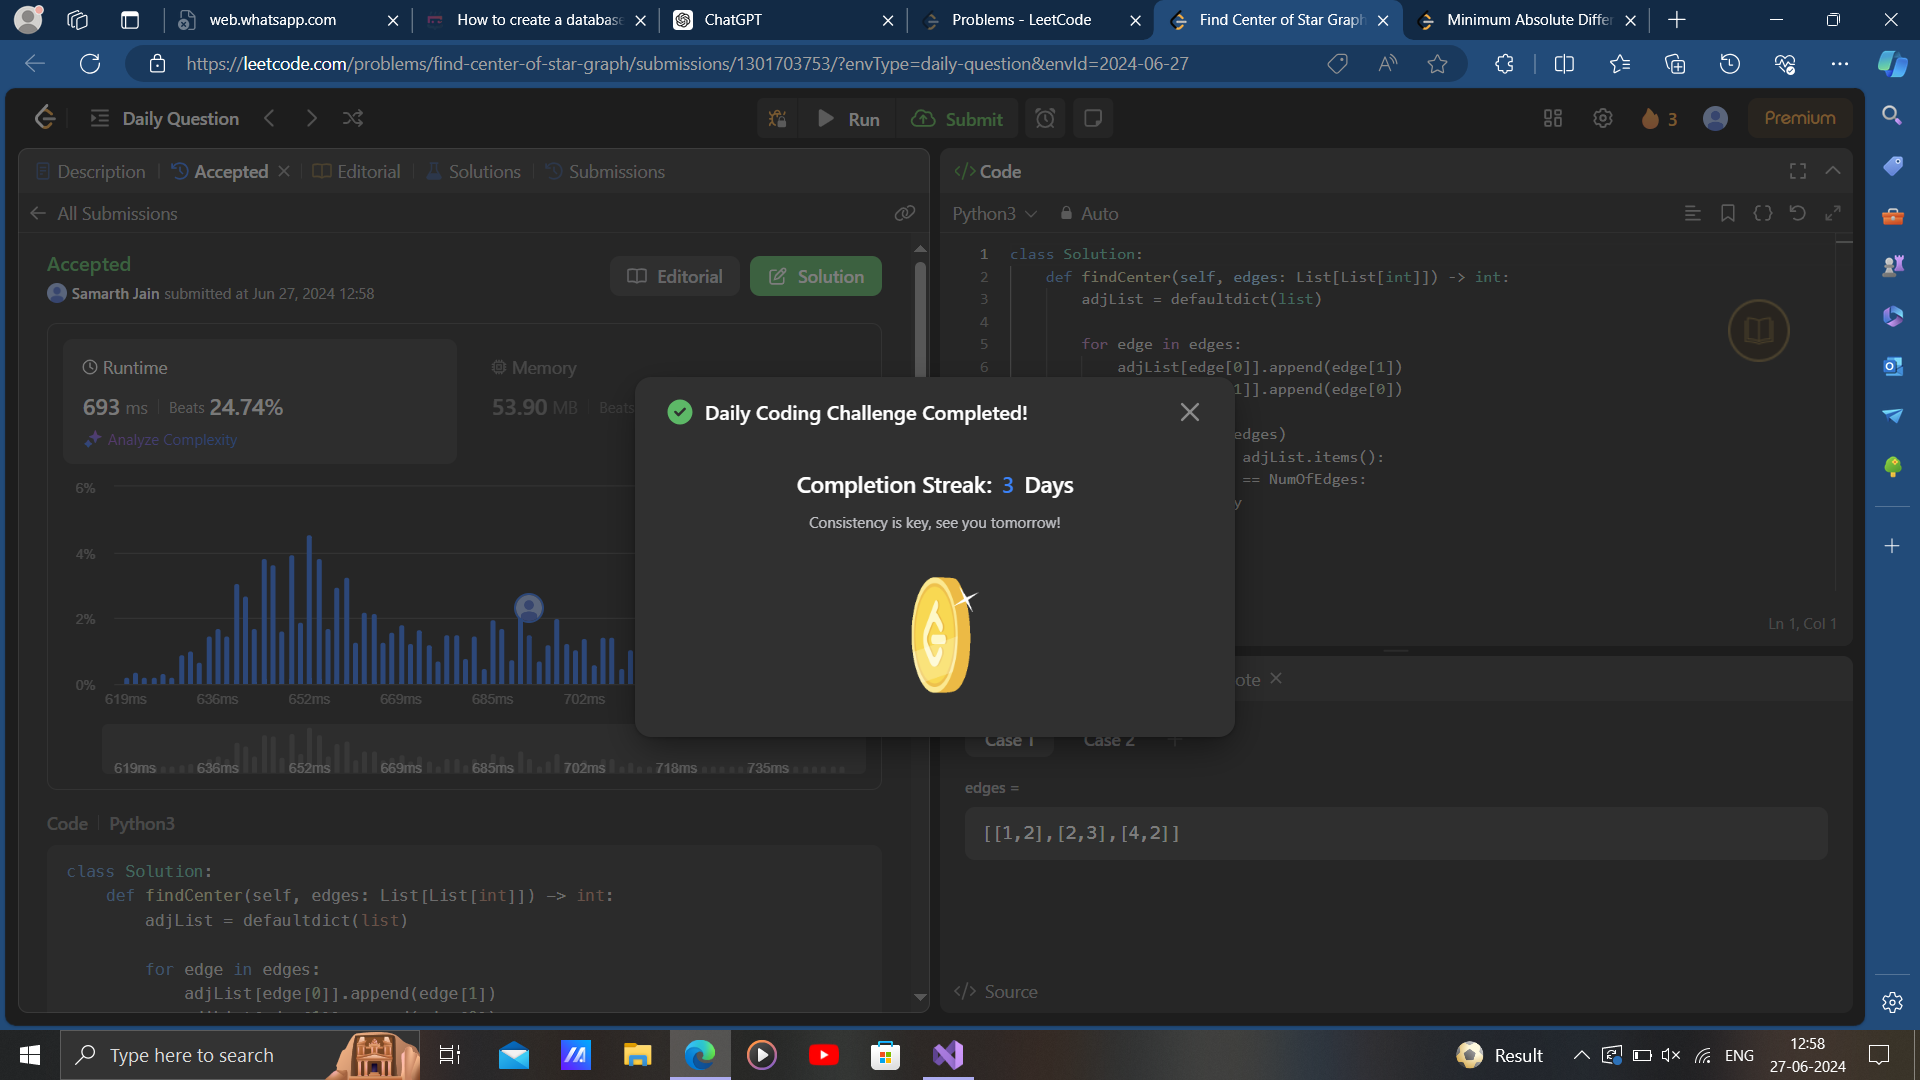 web.whatsapp.com
How to create a database
ChatGPT
Problems - LeetCode
Find Center of Star Graph
Minimum Absolute Differ
https://leetcode.com/problems/find-center-of-star-graph/submissions/1301703753/?envType=daily-question&envId=2024-06-27
Daily Question
Run
Submit
3
Premium
Description
Accepted
Editorial
Solutions
Submissions
All Submissions
Accepted
Samarth Jain submitted at Jun 27, 2024 12:58
Editorial
Solution
Runtime
693 ms
Beats 24.74%
Analyze Complexity
Memory
53.90 MB
Beats
6%
4%
2%
0%
619ms
636ms
652ms
669ms
685ms
702ms
619ms
636ms
652ms
669ms
685ms
702ms
718ms
735ms
Code
Python3
class Solution:
def findCenter(self, edges: List[List[int]]) -> int:
adjList = defaultdict(list)
for edge in edges:
adjList[edge[0]].append(edge[1])
Daily Coding Challenge Completed!
Completion Streak: 3 Days
Consistency is key, see you tomorrow!
</> Code
Python3
Auto
1 class Solution:
2 def findCenter(self, edges: List[List[int]]) -> int:
3 adjList = defaultdict(list)
4
5 for edge in edges:
6 adjList[edge[0]].append(edge[1])
1]].append(edge[0])
edges)
adjList.items():
== NumOfEdges:
y
Ln 1, Col 1
ote
Case 1
Case 2
edges =
[[1,2],[2,3],[4,2]]
</> Source
Type here to search
Result
ENG
12:58
27-06-2024